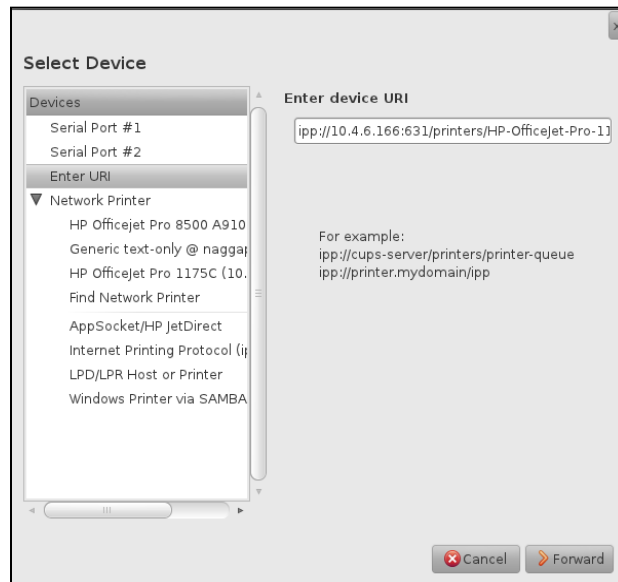 Select Device
Devices
Serial Port #1
Serial Port #2
Enter URI
Network Printer
HP Officejet Pro 8500 A910
Generic text-only @ naggap
HP OfficeJet Pro 1175C (10.
Find Network Printer
AppSocket/HP JetDirect
Internet Printing Protocol (ip
LPD/LPR Host or Printer
Windows Printer via SAMBA
Enter device URI
ipp://10.4.6.166:631/printers/HP-OfficeJet-Pro-11
For example:
ipp://cups-server/printers/printer-queue
ipp://printer.mydomain/ipp
Cancel
Forward